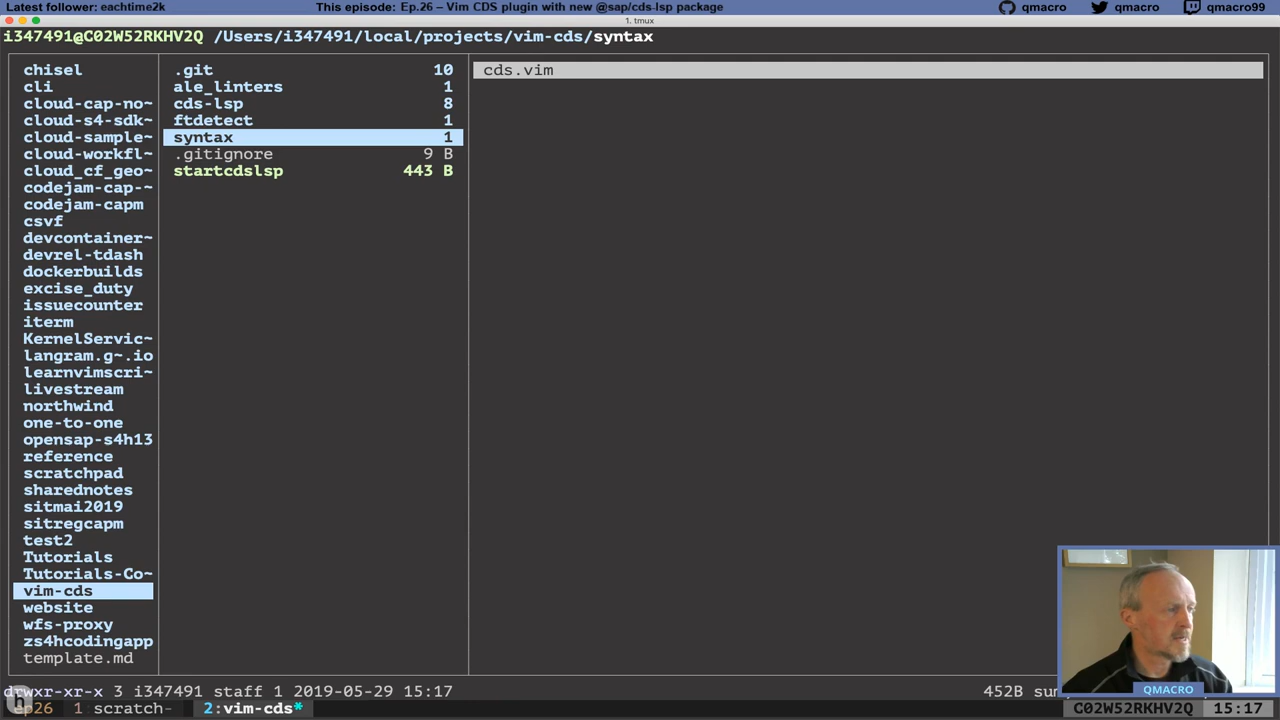 Latest follower: eachtime2k
This episode: Ep.26 – Vim CDS plugin with new @sap/cds-lsp package
qmacro
qmacro
qmacro99
1. tmux
i347491@C02W52RKHV2Q /Users/i347491/local/projects/vim-cds/syntax
chisel
cli
cloud-cap-no~
cloud-s4-sdk~
cloud-sample~
cloud-workfl~
cloud_cf_geo~
codejam-cap-~
codejam-capm
csvf
devcontainer~
devrel-tdash
dockerbuilds
excise_duty
issuecounter
iterm
KernelServic~
langram.g~.io
learnvimscri~
livestream
northwind
one-to-one
opensap-s4h13
reference
scratchpad
sharednotes
sitmai2019
sitregcapm
test2
Tutorials
Tutorials-Co~
vim-cds
website
wfs-proxy
zs4hcodingapp
template.md
.git 10
ale_linters 1
cds-lsp 8
ftdetect 1
syntax 1
.gitignore 9 B
startcdslsp 443 B
cds.vim
QMACRO
drwxr-xr-x 3 i347491 staff 1 2019-05-29 15:17
452B
h
ep26 1 scratch- 2:vim-cds*
C02W52RKHV2Q 15:17